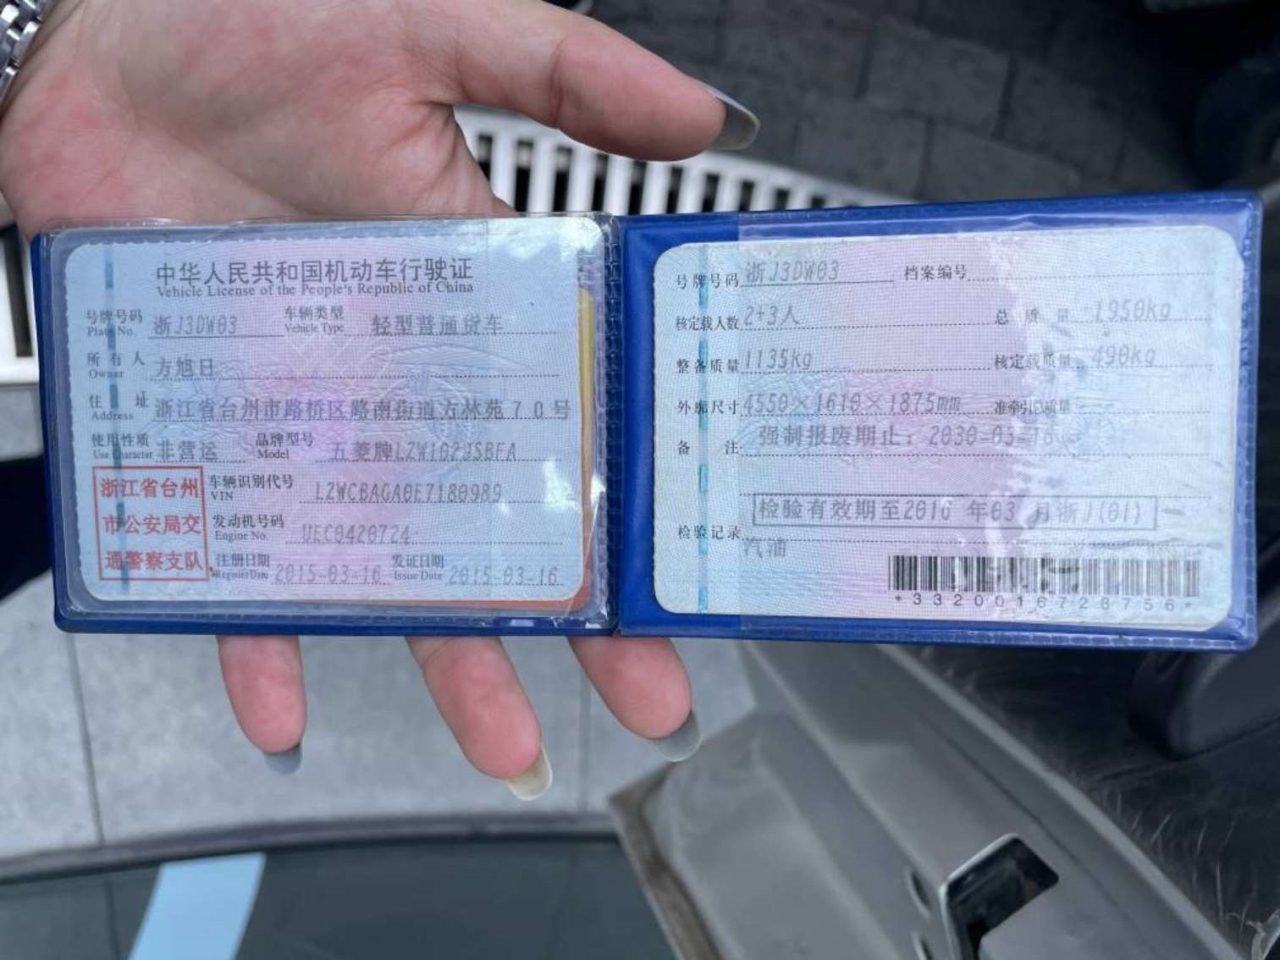 中华人民共和国机动车行驶证
Vehicle License of the People's Republic of China
号牌号码 浙J3DW03 车辆类型 轻型普通货车
Plate No. Vehicle Type
所有人 方旭日
Owner
住址 浙江省台州市路桥区路南街道方林苑70号
Address
使用性质 非营运 品牌型号 五菱牌LZW1029SBFA
Use Character Model
浙江省台州
市公安局交
通警察支队
车辆识别代号 LZWCBAGA0E7180989
VIN
发动机号码 UEC0420724
Engine No.
注册日期 2015-03-16 发证日期 2015-03-16
Register Date Issue Date
号牌号码 浙J3DW03 档案编号
核定载人数 2+3人 总质量 1950kg
整备质量 1135kg 核定载质量 490kg
外廓尺寸 4550×1610×1875mm 准牵引总质量
备注 强制报废期止：2030-03-16
检验有效期至2016年03月浙J(01)
检验记录
汽油
*3320016728756*